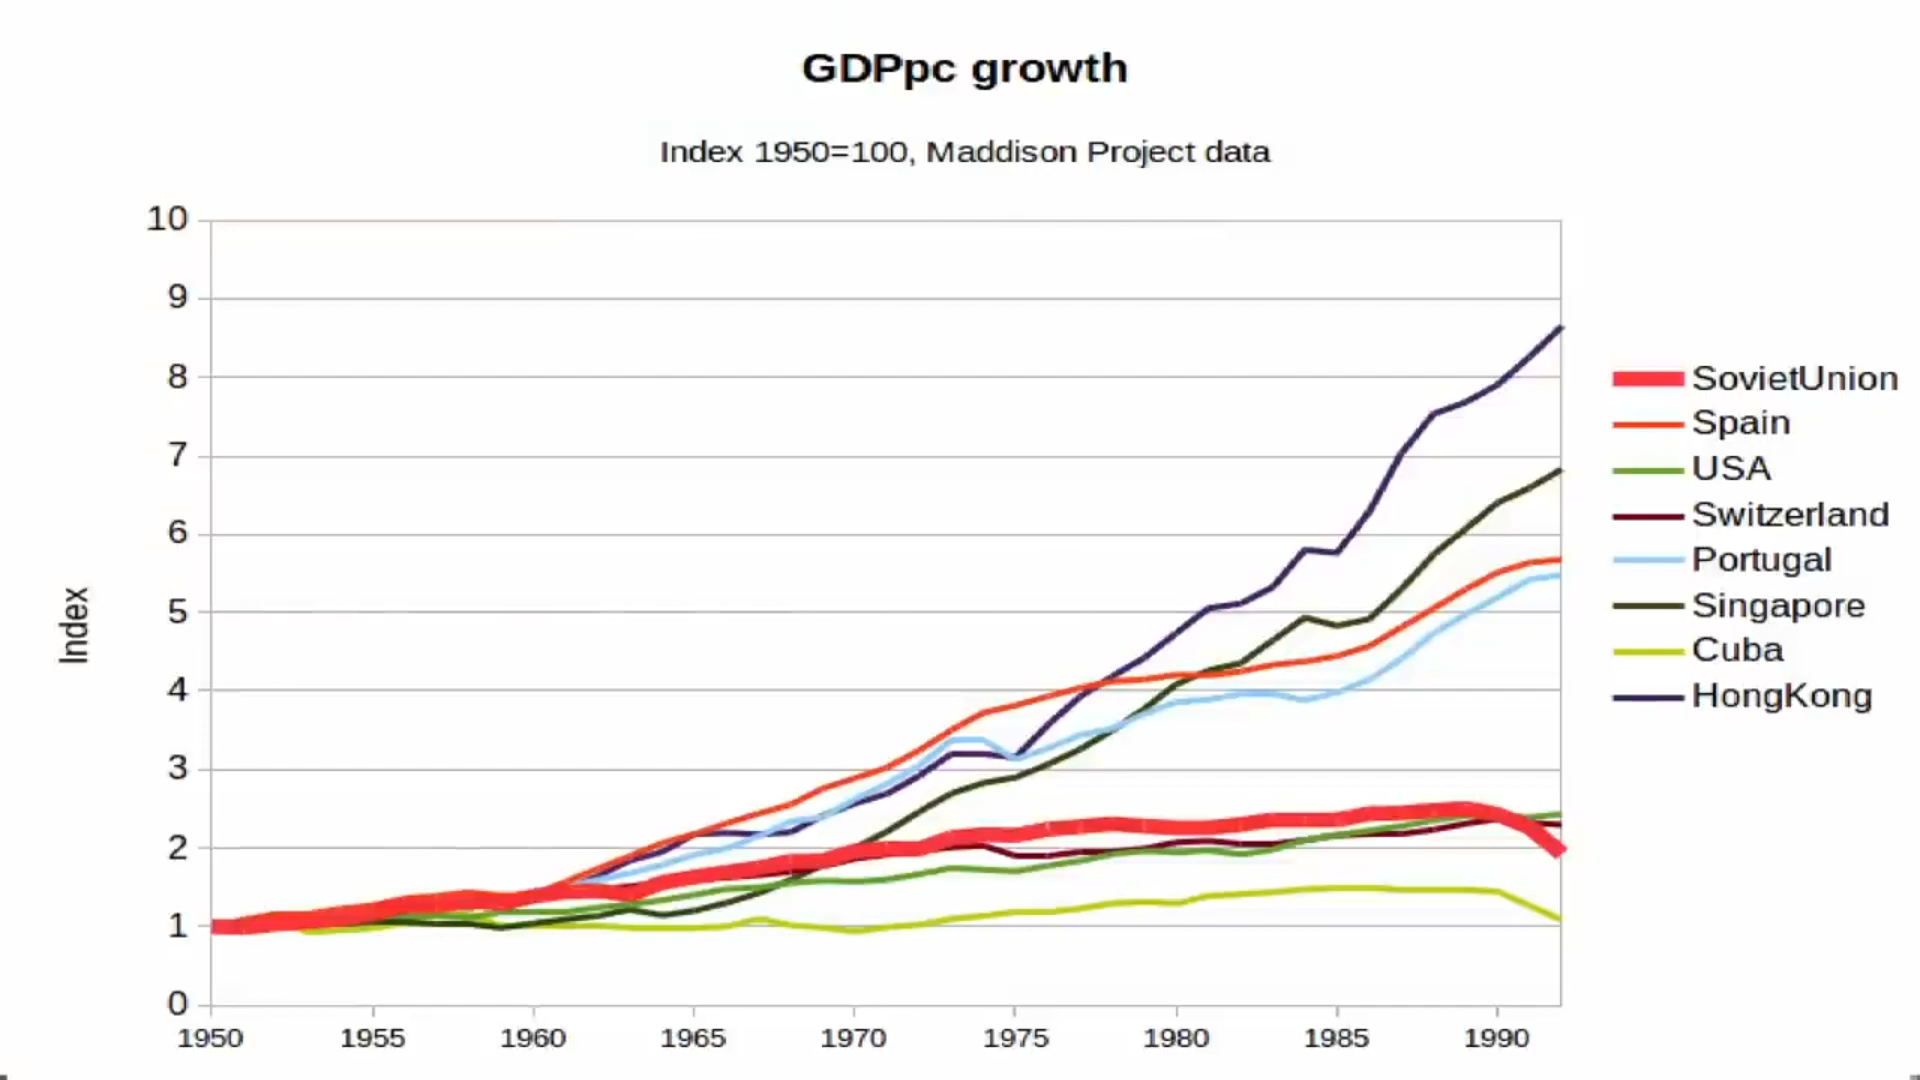 GDPpc growth
Index 1950=100, Maddison Project data
10
9
8
7
6
5
4
3
2
1
0
Index
1950 1955 1960 1965 1970 1975 1980 1985 1990
SovietUnion
Spain
USA
Switzerland
Portugal
Singapore
Cuba
HongKong